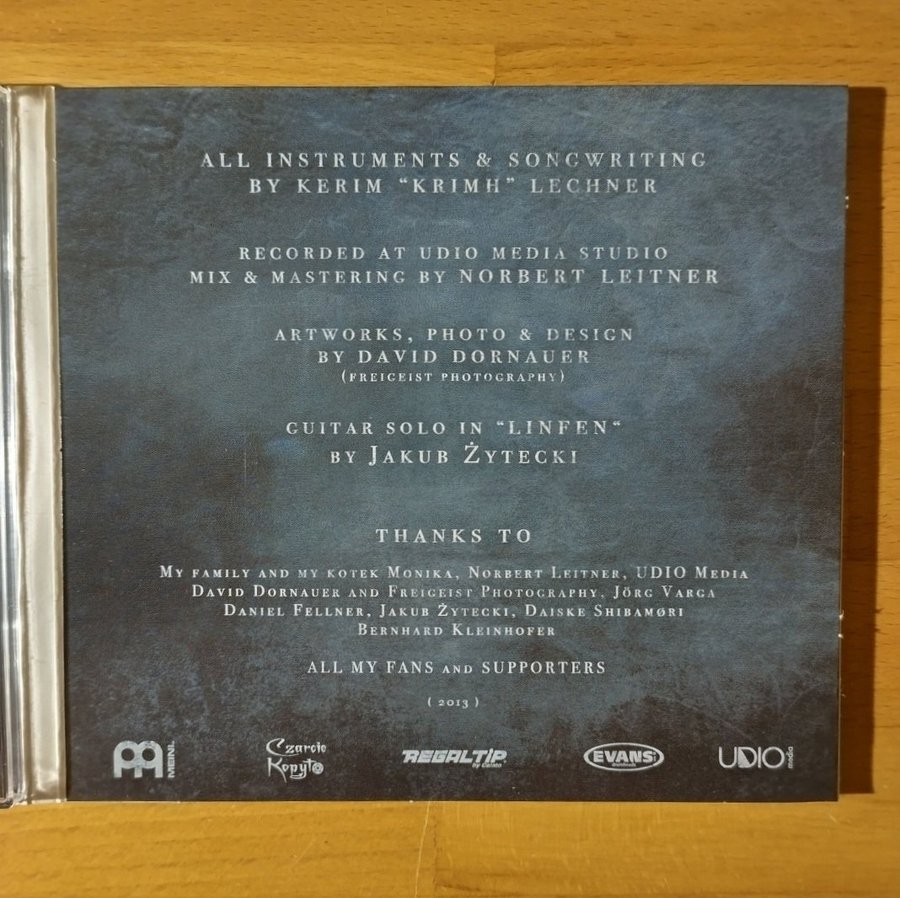 ALL INSTRUMENTS & SONGWRITING
BY KERIM "KRIMH" LECHNER
RECORDED AT UDIO MEDIA STUDIO
MIX & MASTERING BY NORBERT LEITNER
ARTWORKS, PHOTO & DESIGN
BY DAVID DORNAUER
(FREIGEIST PHOTOGRAPHY)
GUITAR SOLO IN "LINFEN“
BY JAKUB ŻYTECKI
THANKS TO
MY FAMILY AND MY KOTEK MONIKA, NORBERT LEITNER, UDIO MEDIA
DAVID DORNAUER AND FREIGEIST PHOTOGRAPHY, JÖRG VARGA
DANIEL FELLNER, JAKUB ŻYTECKI, DAISKE SHIBAMØRI
BERNHARD KLEINHOFER
ALL MY FANS AND SUPPORTERS
(2013)
MEINL
Czarcie
Kopyto
REGALTIP
by Calato
EVANS
drumheads
UDIO media